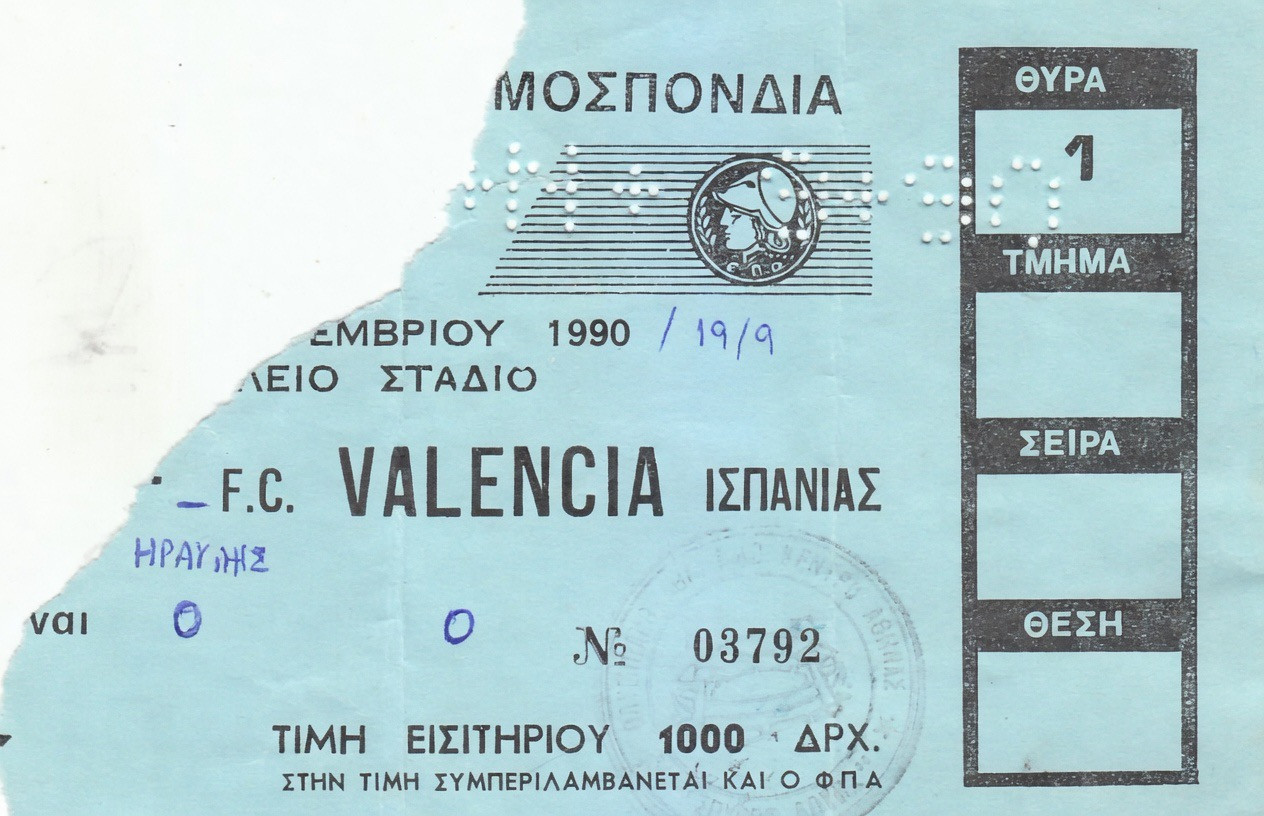 ΜΟΣΠΟΝΔΙΑ
Ε.Π.Ο.
ΕΜΒΡΙΟΥ 1990 / 19/9
ΛΕΙΟ ΣΤΑΔΙΟ
- F.C. VALENCIA ΙΣΠΑΝΙΑΣ
ναι 0 0 № 03792
ΤΙΜΗ ΕΙΣΙΤΗΡΙΟΥ 1000 ΔΡΧ.
ΣΤΗΝ ΤΙΜΗ ΣΥΜΠΕΡΙΛΑΜΒΑΝΕΤΑΙ ΚΑΙ Ο ΦΠΑ
ΘΥΡΑ
1
ΤΜΗΜΑ
ΣΕΙΡΑ
ΘΕΣΗ